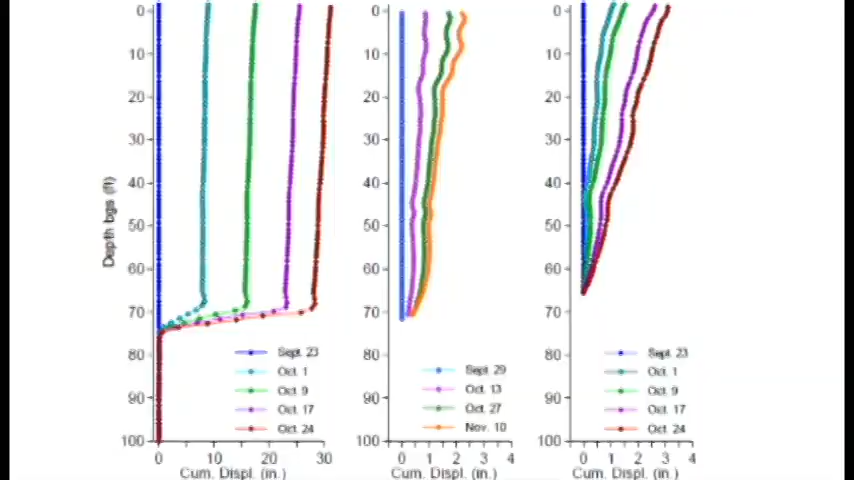 Depth bgs (ft)
0
10
20
30
40
50
60
70
80
90
100
Sept. 23
Oct. 1
Oct. 9
Oct. 17
Oct. 24
0 10 20 30
Cum. Displ. (in.)
0
10
20
30
40
50
60
70
80
90
100
Sept. 29
Oct. 13
Oct. 27
Nov. 10
0 1 2 3 4
Cum. Displ. (in.)
0
10
20
30
40
50
60
70
80
90
100
Sept. 23
Oct. 1
Oct. 9
Oct. 17
Oct. 24
0 1 2 3 4
Cum. Displ. (in.)